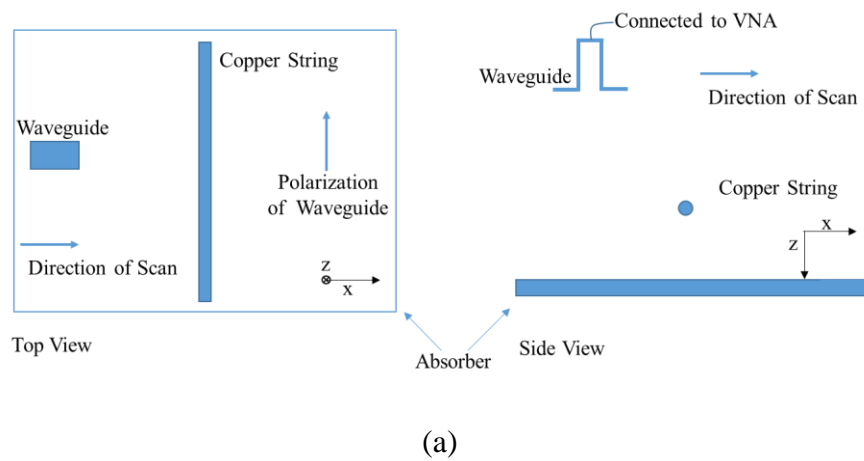 Copper String
Waveguide
Polarization
of Waveguide
Direction of Scan
z
x
Top View
Absorber
Connected to VNA
Waveguide
Direction of Scan
Copper String
x
z
Side View
(a)